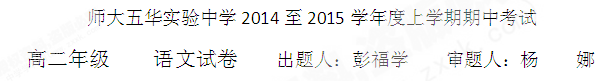 师大五华实验中学 2014 至 2015 学年度上学期期中考试
高二年级 语文试卷 出题人：彭福学 审题人：杨 娜